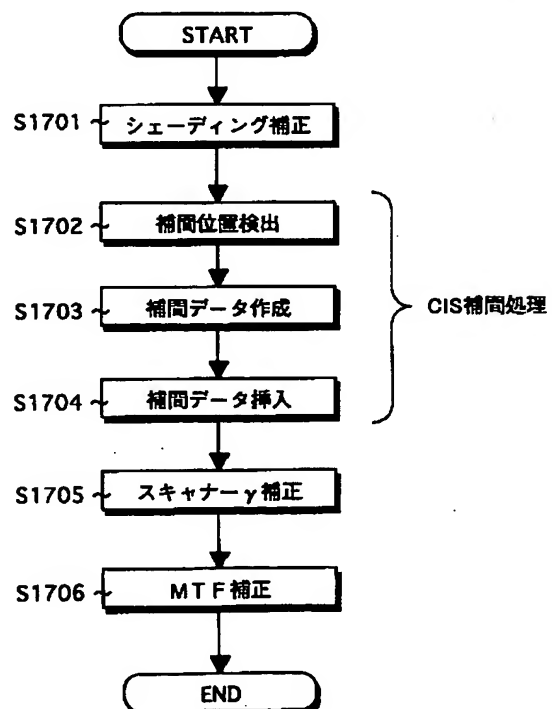 START
S1701 シェーディング補正
S1702 補間位置検出
S1703 補間データ作成
CIS補間処理
S1704 補間データ挿入
S1705 スキャナーγ補正
S1706 MTF補正
END